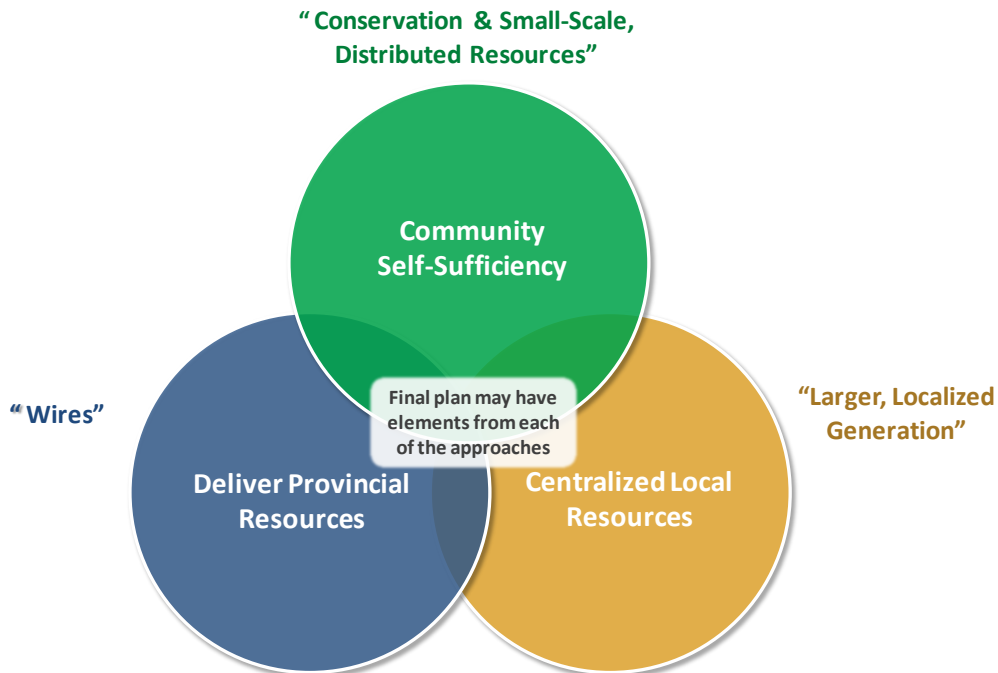 “ Conservation & Small-Scale,
Distributed Resources”
Community
Self-Sufficiency
“ Wires”
Final plan may have
elements from each
of the approaches
“Larger, Localized
Generation”
Deliver Provincial
Resources
Centralized Local
Resources